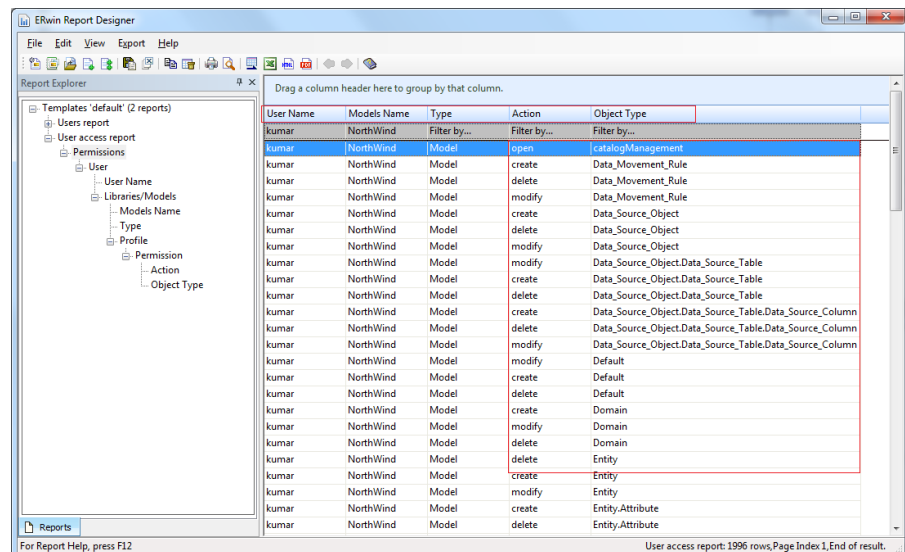 ERwin Report Designer
File Edit View Export Help
Report Explorer
Drag a column header here to group by that column.
Templates 'default' (2 reports)
Users report
User access report
Permissions
User
User Name
Libraries/Models
Models Name
Type
Profile
Permission
Action
Object Type
User Name Models Name Type Action Object Type
kumar NorthWind Filter by... Filter by... Filter by...
kumar NorthWind Model open catalogManagement
kumar NorthWind Model create Data_Movement_Rule
kumar NorthWind Model delete Data_Movement_Rule
kumar NorthWind Model modify Data_Movement_Rule
kumar NorthWind Model create Data_Source_Object
kumar NorthWind Model delete Data_Source_Object
kumar NorthWind Model modify Data_Source_Object
kumar NorthWind Model modify Data_Source_Object.Data_Source_Table
kumar NorthWind Model create Data_Source_Object.Data_Source_Table
kumar NorthWind Model delete Data_Source_Object.Data_Source_Table
kumar NorthWind Model create Data_Source_Object.Data_Source_Table.Data_Source_Column
kumar NorthWind Model delete Data_Source_Object.Data_Source_Table.Data_Source_Column
kumar NorthWind Model modify Data_Source_Object.Data_Source_Table.Data_Source_Column
kumar NorthWind Model modify Default
kumar NorthWind Model create Default
kumar NorthWind Model delete Default
kumar NorthWind Model create Domain
kumar NorthWind Model modify Domain
kumar NorthWind Model delete Domain
kumar NorthWind Model delete Entity
kumar NorthWind Model create Entity
kumar NorthWind Model modify Entity
kumar NorthWind Model create Entity.Attribute
kumar NorthWind Model delete Entity.Attribute
Reports
For Report Help, press F12
User access report: 1996 rows,Page Index 1,End of result.